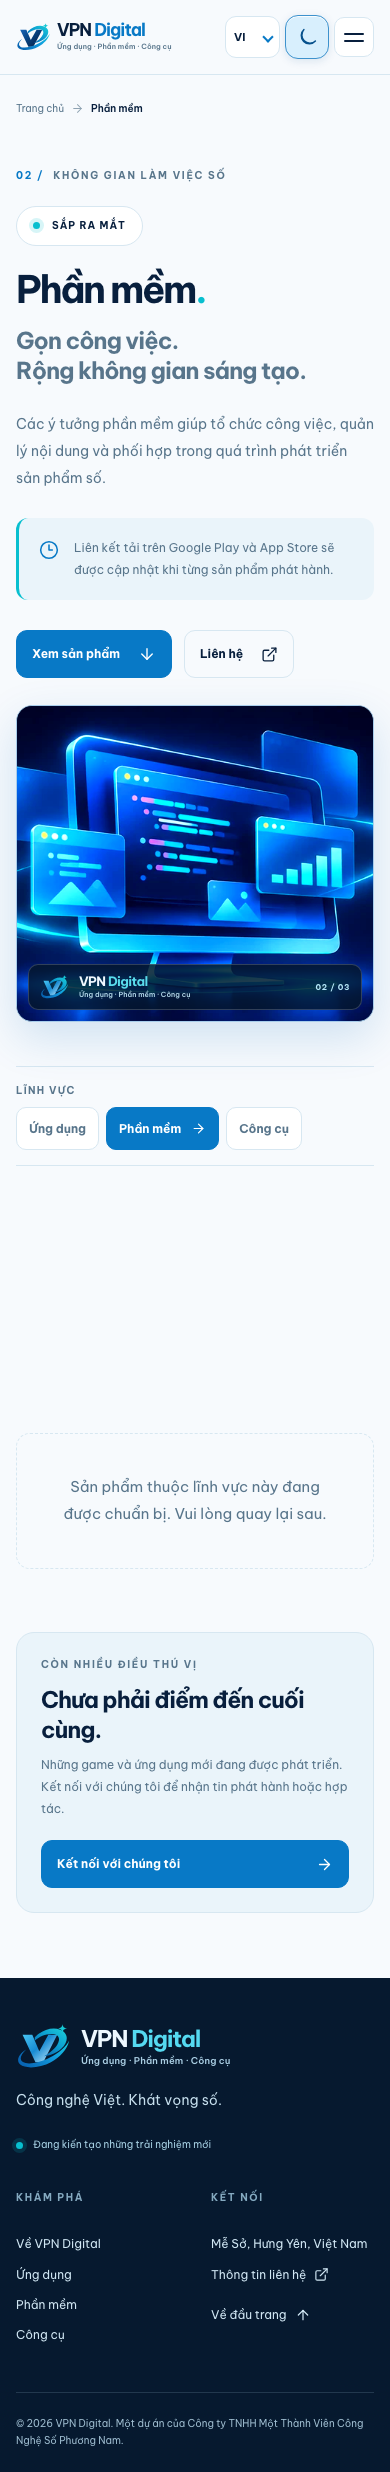 VPN Digital
Ứng dụng · Phần mềm · Công cụ
VI
Trang chủ → Phần mềm
02 / KHÔNG GIAN LÀM VIỆC SỐ
SẮP RA MẮT
Phần mềm.
Gọn công việc.
Rộng không gian sáng tạo.
Các ý tưởng phần mềm giúp tổ chức công việc, quản
lý nội dung và phối hợp trong quá trình phát triển
sản phẩm số.
Liên kết tải trên Google Play và App Store sẽ
được cập nhật khi từng sản phẩm phát hành.
Xem sản phẩm ↓
Liên hệ
VPN Digital
Ứng dụng · Phần mềm · Công cụ
02 / 03
LĨNH VỰC
Ứng dụng
Phần mềm →
Công cụ
Sản phẩm thuộc lĩnh vực này đang
được chuẩn bị. Vui lòng quay lại sau.
CÒN NHIỀU ĐIỀU THÚ VỊ
Chưa phải điểm đến cuối
cùng.
Những game và ứng dụng mới đang được phát triển.
Kết nối với chúng tôi để nhận tin phát hành hoặc hợp
tác.
Kết nối với chúng tôi →
VPN Digital
Ứng dụng · Phần mềm · Công cụ
Công nghệ Việt. Khát vọng số.
Đang kiến tạo những trải nghiệm mới
KHÁM PHÁ
Về VPN Digital
Ứng dụng
Phần mềm
Công cụ
KẾT NỐI
Mễ Sở, Hưng Yên, Việt Nam
Thông tin liên hệ
Về đầu trang ↑
© 2026 VPN Digital. Một dự án của Công ty TNHH Một Thành Viên Công
Nghệ Số Phương Nam.